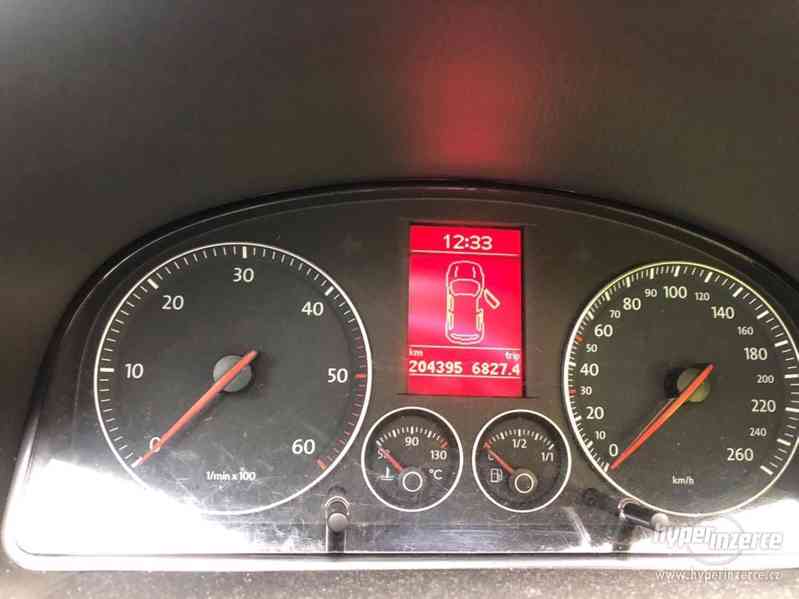 12:33
km trip
204395 6827.4
0 10 20 30 40 50 60
1/min x 100
90 130
°C
0 1/2 1/1
0 10 20 30 40 50 60 70 80 90 100 120 140 160 180 200 220 240 260
km/h
hyperinzerce
www.hyperinzerce.cz